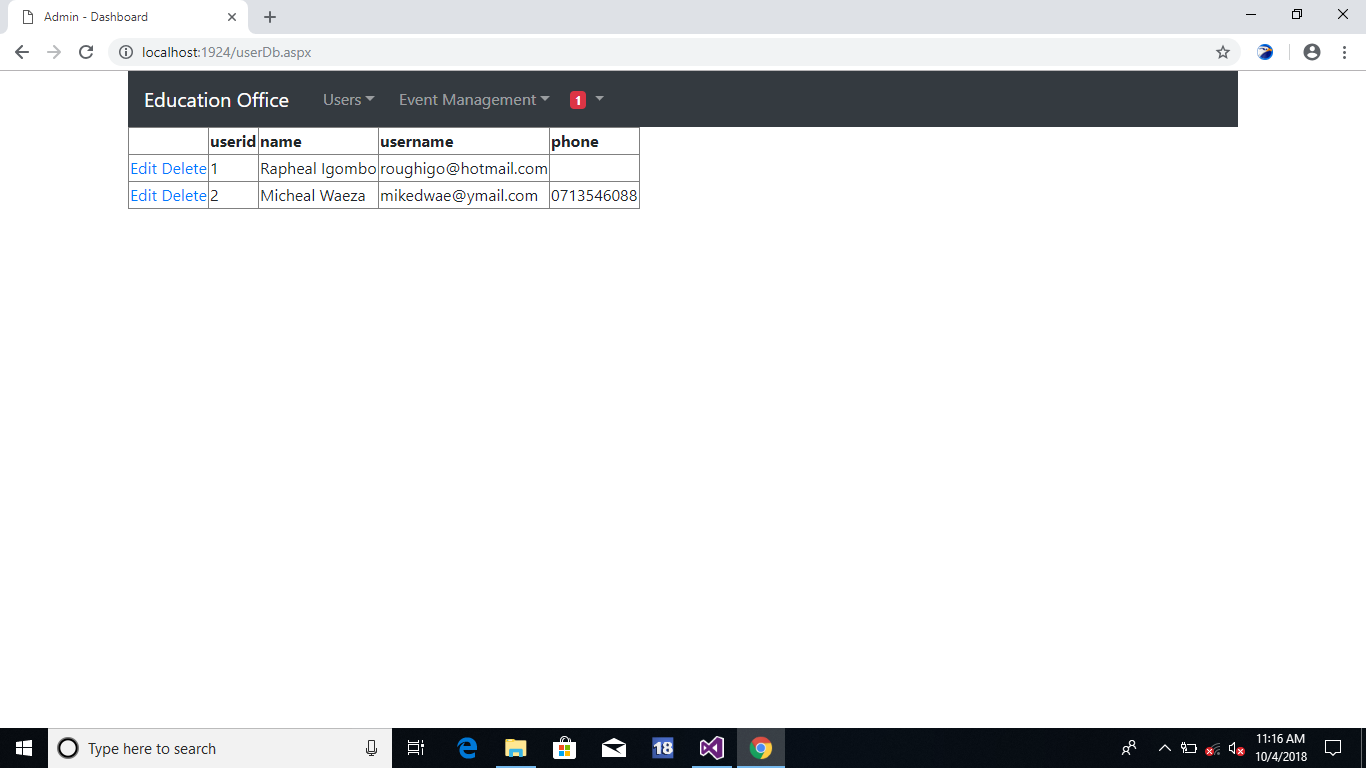 Admin - Dashboard
localhost:1924/userDb.aspx
Education Office Users Event Management 1
userid name username phone
Edit Delete 1 Rapheal Igombo roughigo@hotmail.com
Edit Delete 2 Micheal Waeza mikedwae@ymail.com 0713546088
Type here to search 18 11:16 AM
10/4/2018